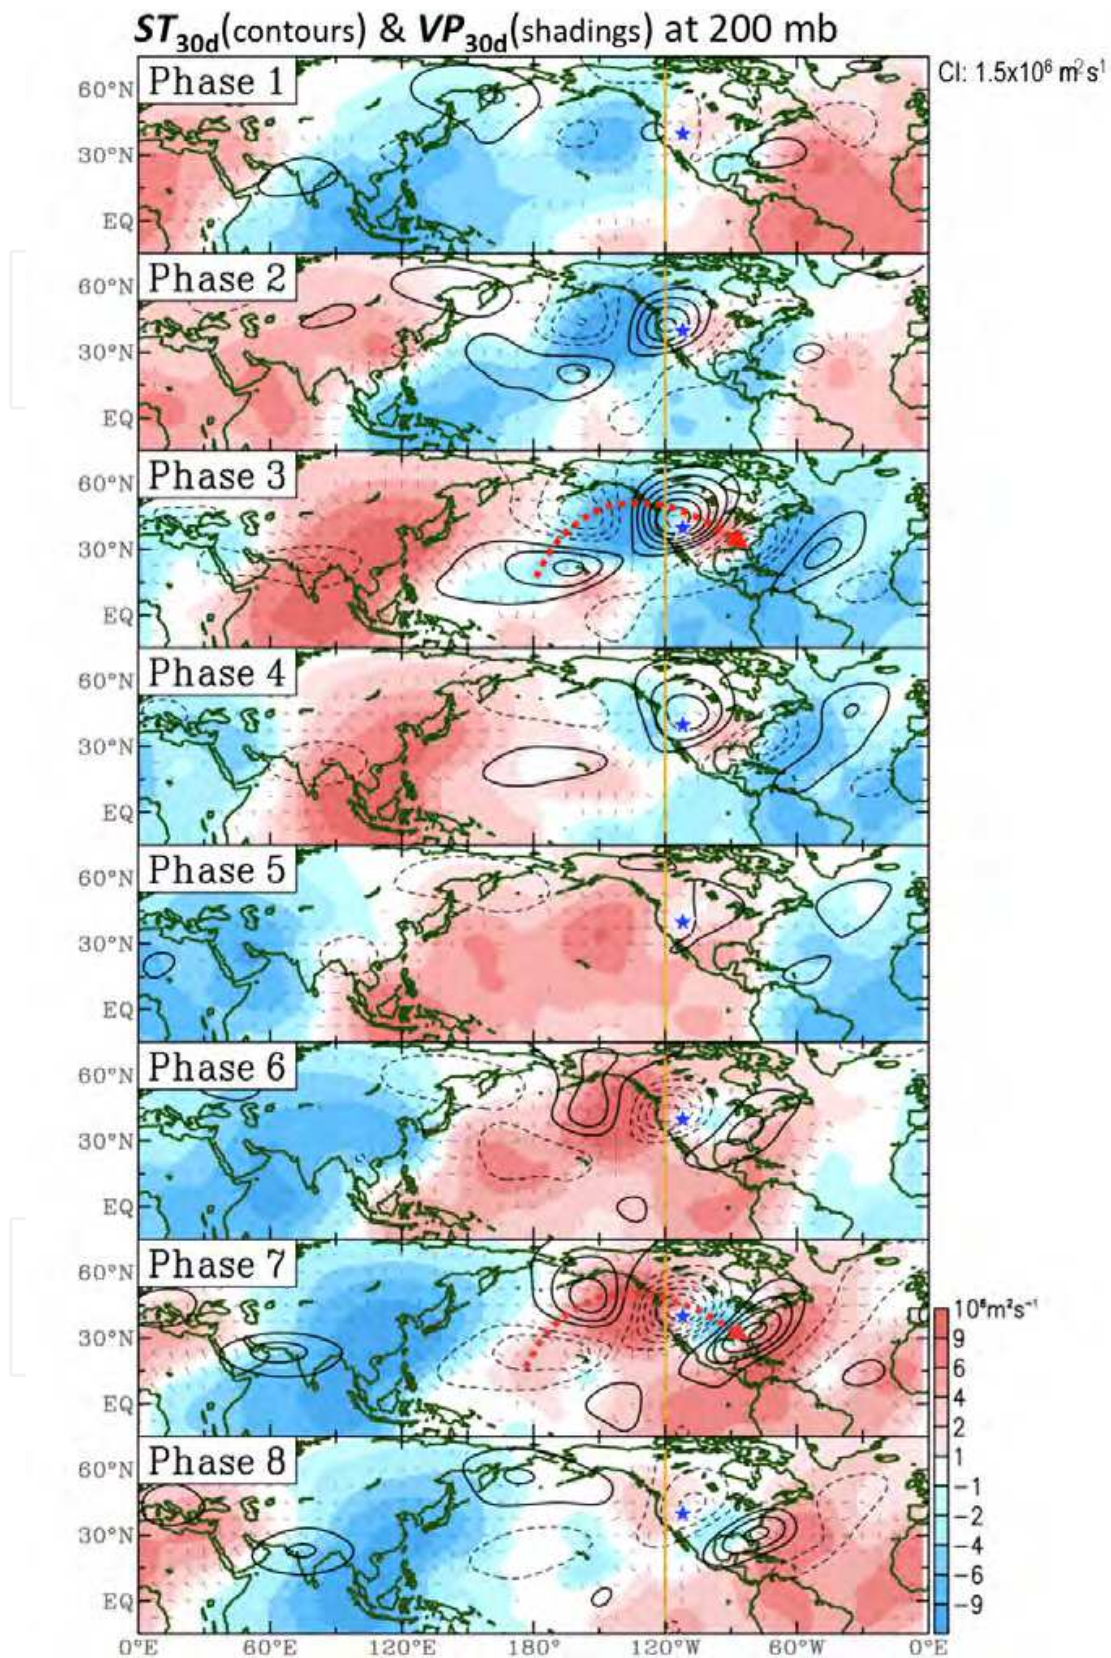 ST30d(contours) & VP30d(shadings) at 200 mb
CI: 1.5x10⁶ m² s¹
Phase 1
60°N
30°N
EQ
Phase 2
60°N
30°N
EQ
Phase 3
60°N
30°N
EQ
Phase 4
60°N
30°N
EQ
Phase 5
60°N
30°N
EQ
Phase 6
60°N
30°N
EQ
Phase 7
60°N
30°N
EQ
Phase 8
60°N
30°N
EQ
10⁶m²s⁻¹
9
6
4
2
1
-1
-2
-4
-6
-9
0°E 60°E 120°E 180° 120°W 60°W 0°E